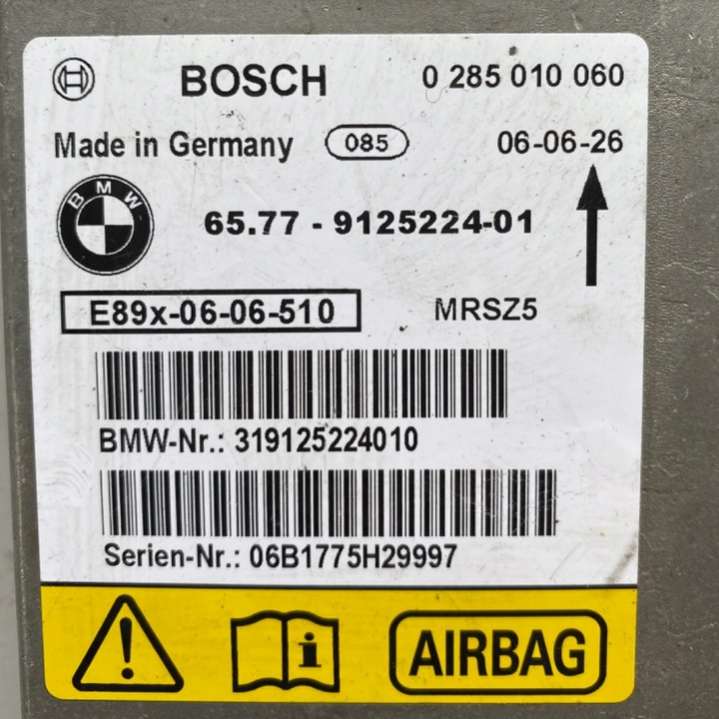 BOSCH 0 285 010 060
Made in Germany 085 06-06-26
BMW 65.77 - 9125224-01
E89x-06-06-510 MRSZ5
BMW-Nr.: 319125224010
Serien-Nr.: 06B1775H29997
AIRBAG